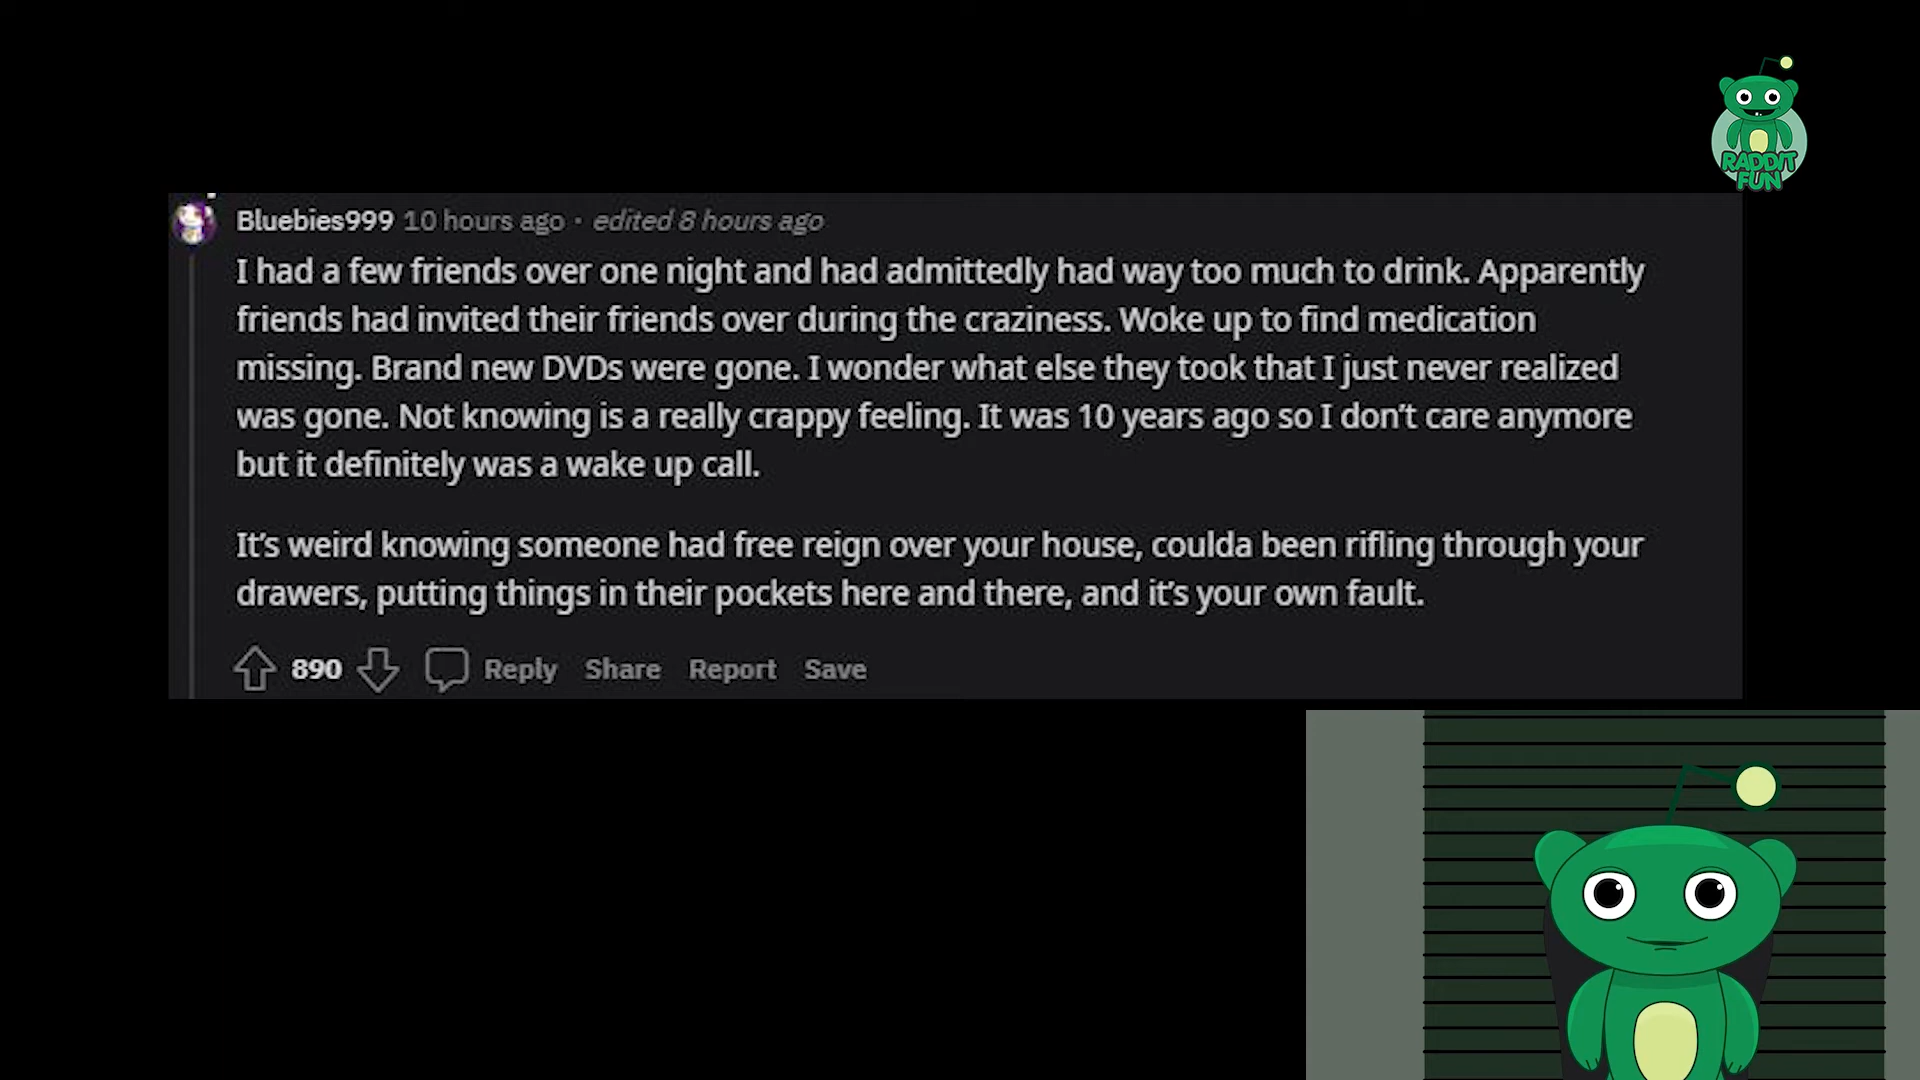 RADDIT
FUN
Bluebies999 10 hours ago · edited 8 hours ago
I had a few friends over one night and had admittedly had way too much to drink. Apparently
friends had invited their friends over during the craziness. Woke up to find medication
missing. Brand new DVDs were gone. I wonder what else they took that I just never realized
was gone. Not knowing is a really crappy feeling. It was 10 years ago so I don’t care anymore
but it definitely was a wake up call.
It’s weird knowing someone had free reign over your house, coulda been rifling through your
drawers, putting things in their pockets here and there, and it’s your own fault.
890 Reply Share Report Save